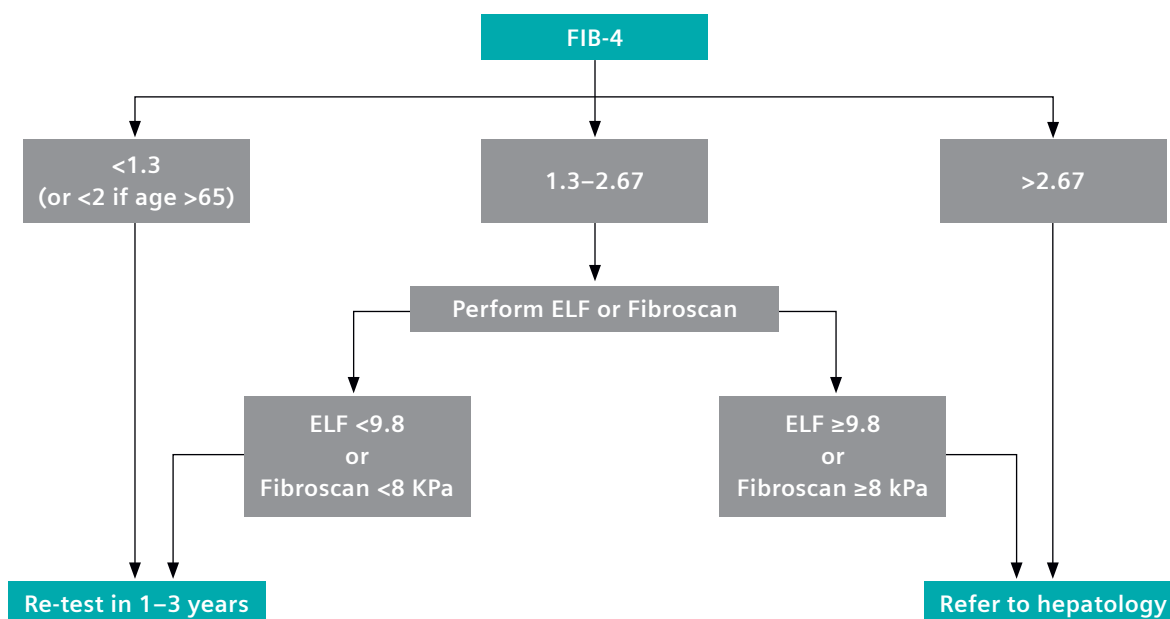 FIB-4
<1.3
(or <2 if age >65)
1.3–2.67
>2.67
Perform ELF or Fibroscan
ELF <9.8
or
Fibroscan <8 KPa
ELF ≥9.8
or
Fibroscan ≥8 kPa
Re-test in 1–3 years
Refer to hepatology